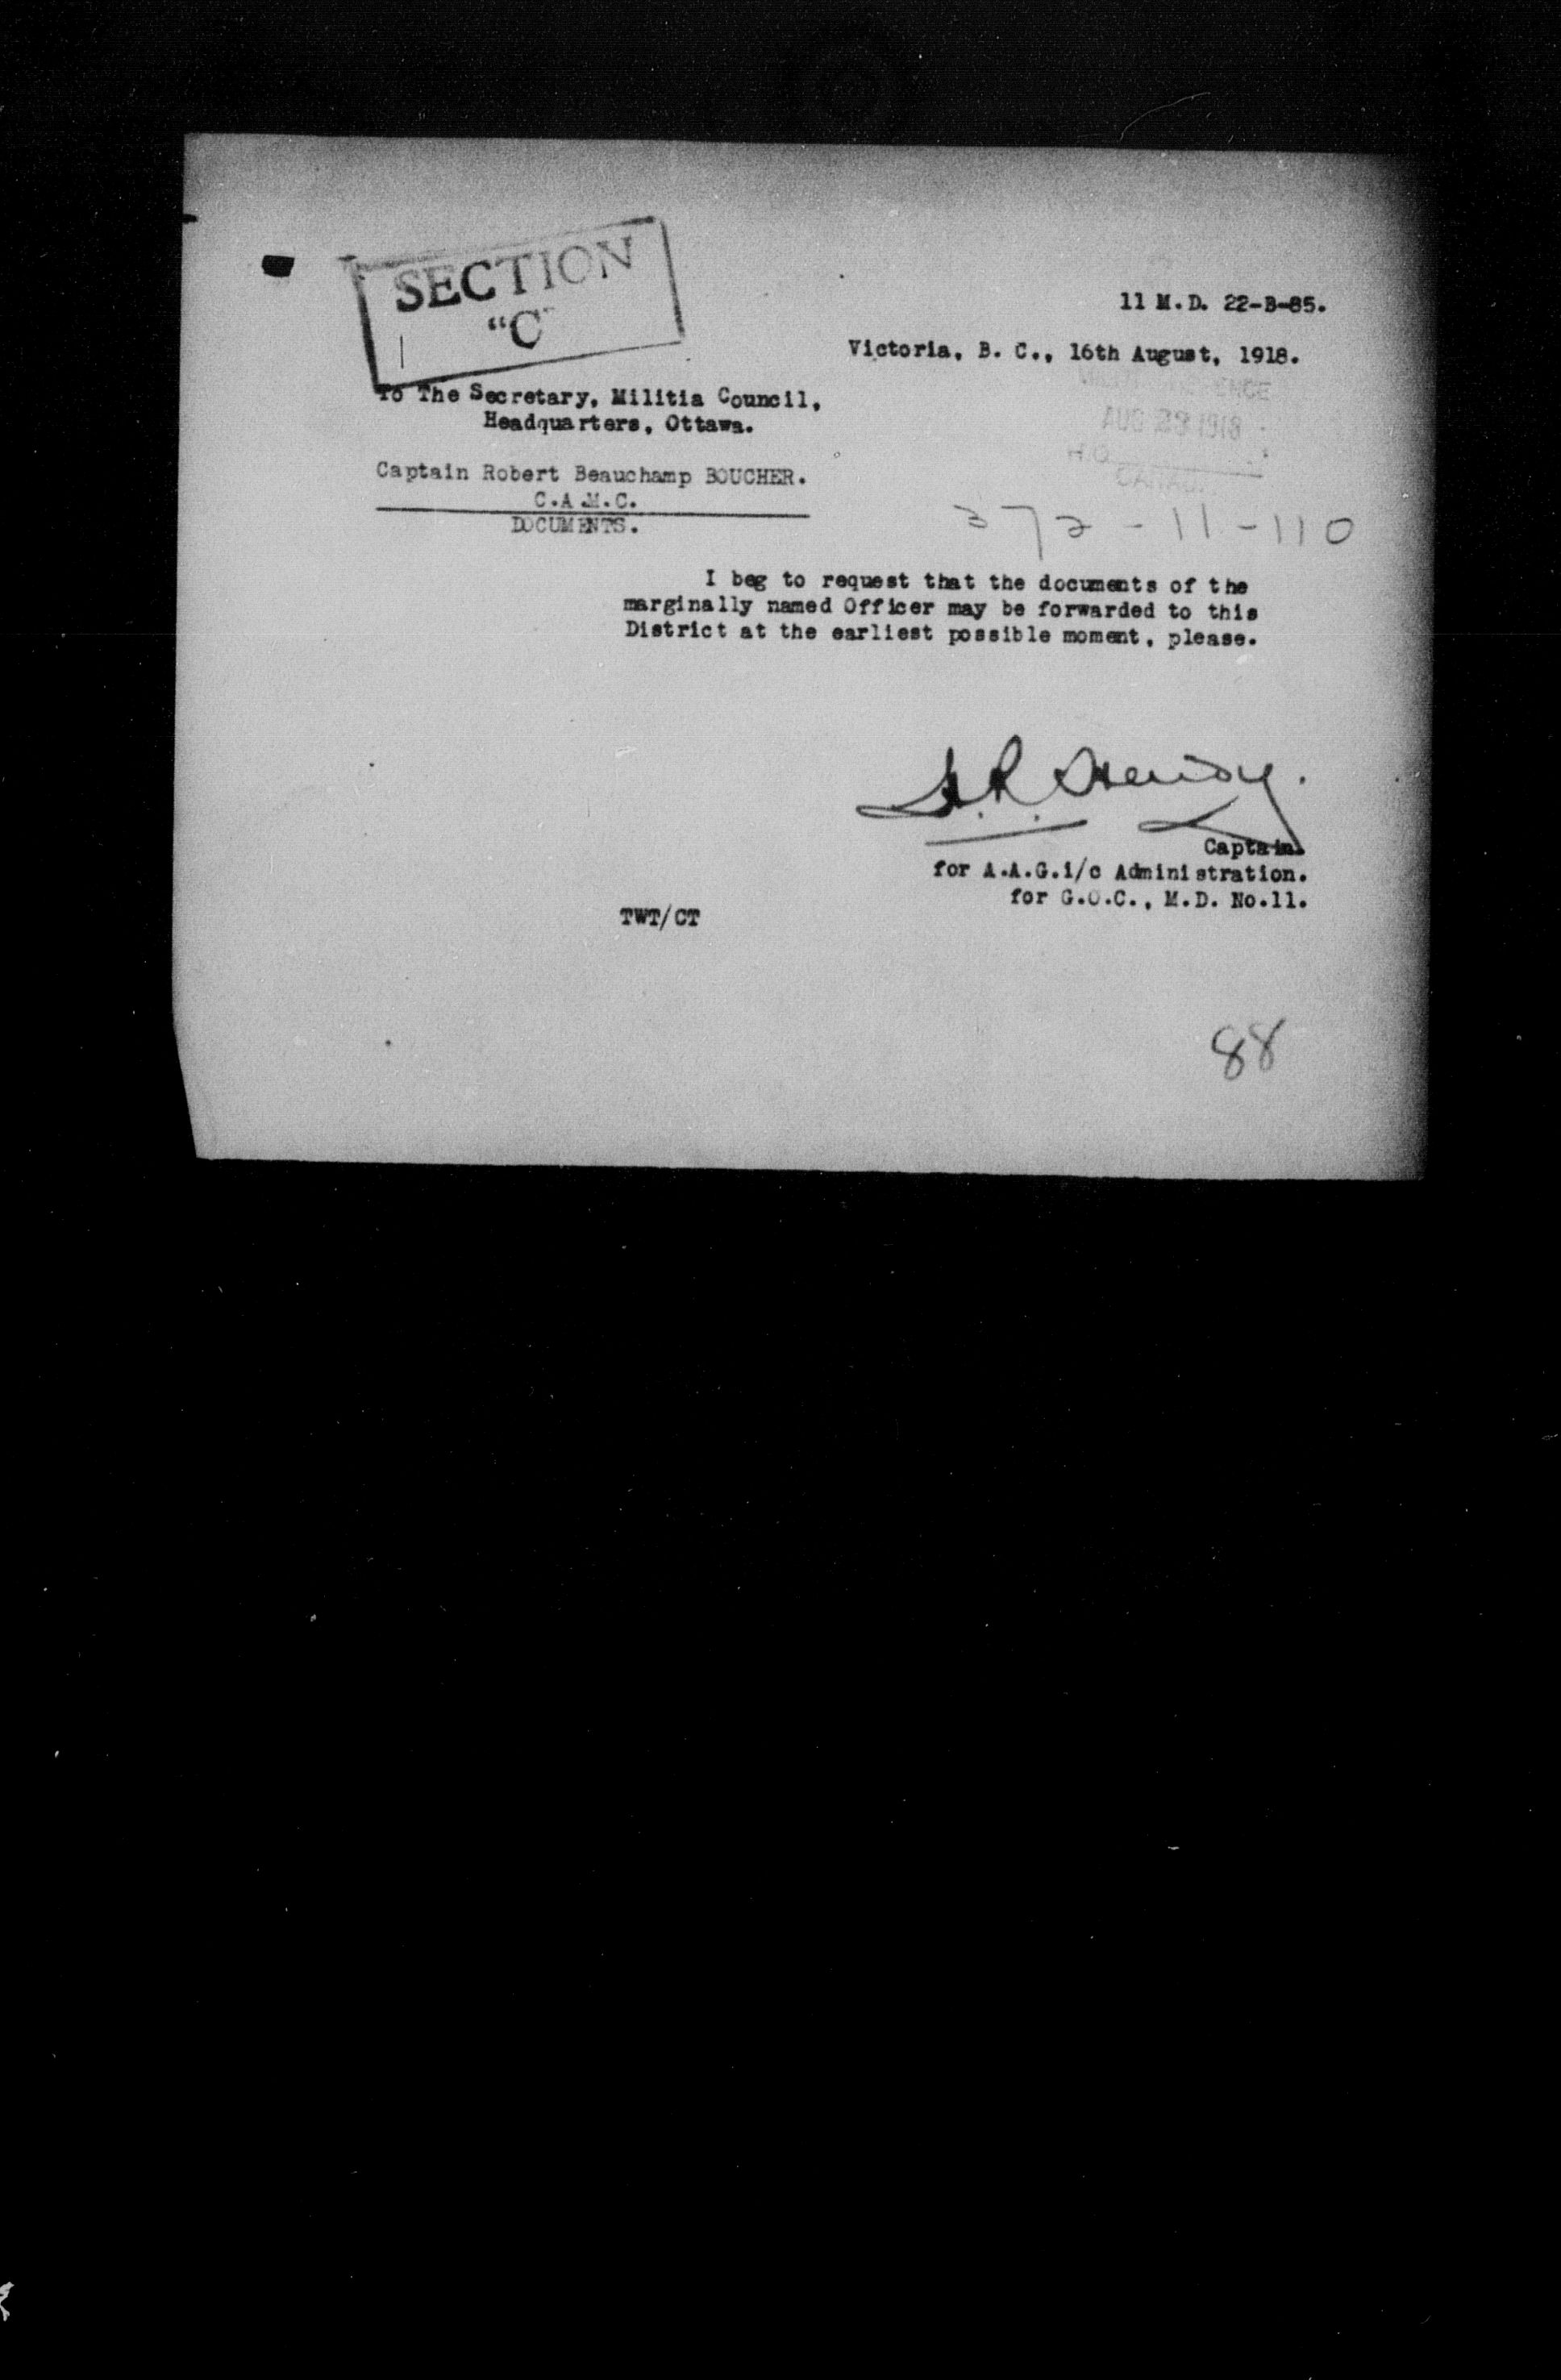 SECTION
"C"
11 M.D. 22-B-85.
Victoria, B. C., 16th August, 1918.
To The Secretary, Militia Council,
Headquarters, Ottawa.
AUG 1918
H.Q.
Captain Robert Beauchamp BOUCHER.
C.A.M.C.
DOCUMENTS.
372-11-110
I beg to request that the documents of the
marginally named Officer may be forwarded to this
District at the earliest possible moment, please.
Captain.
for A.A.G.i/c Administration.
for G.O.C., M.D. No.11.
TWT/CT
88